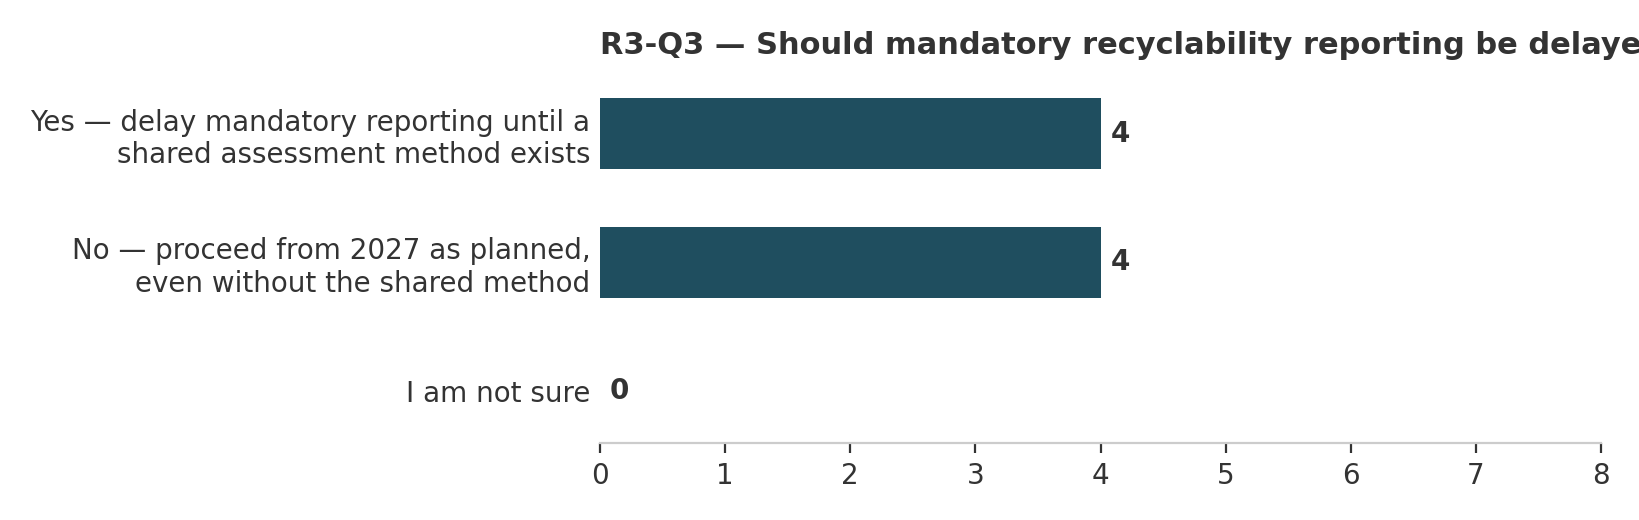 R3-Q3 — Should mandatory recyclability reporting be delaye
Yes — delay mandatory reporting until a
shared assessment method exists
4
No — proceed from 2027 as planned,
even without the shared method
4
I am not sure
0
0 1 2 3 4 5 6 7 8